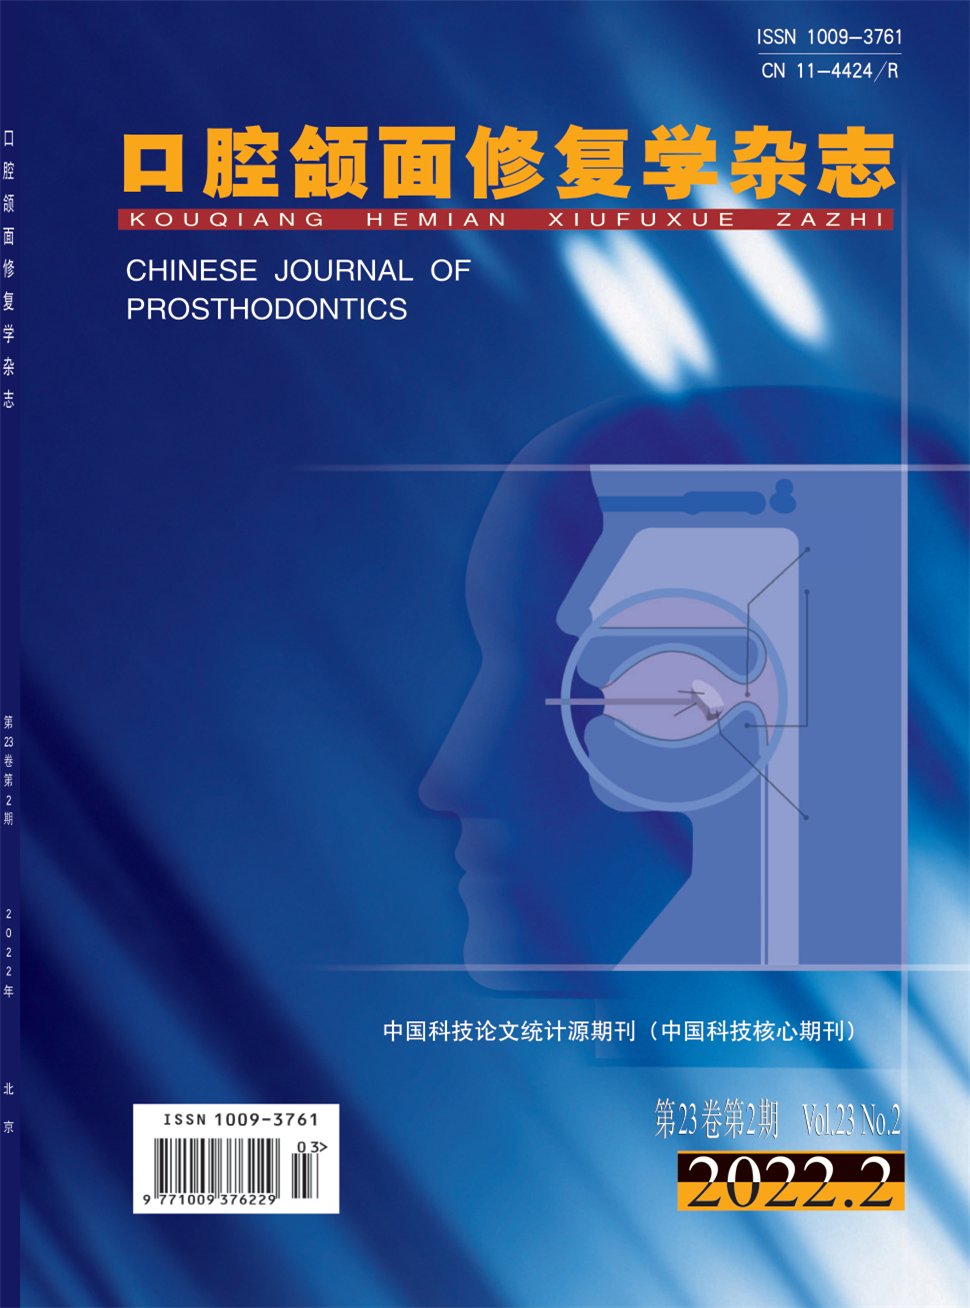 ISSN 1009-3761
CN 11-4424/R
口腔颌面修复学杂志
KOUQIANG HEMIAN XIUFUXUE ZAZHI
CHINESE JOURNAL OF
PROSTHODONTICS
中国科技论文统计源期刊（中国科技核心期刊）
第23卷第2期 Vol.23 No.2
2022.2
ISSN 1009-3761
03>
9 771009 376229
口腔颌面修复学杂志
第23卷第2期
2022年
北京